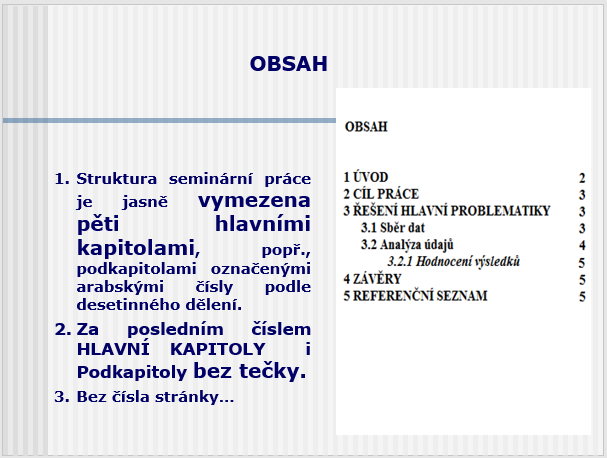 OBSAH
1. Struktura seminární práce
je jasně vymezena
pěti hlavními
kapitolami, popř.,
podkapitolami označenými
arabskými čísly podle
desetinného dělení.
2. Za posledním číslem
HLAVNÍ KAPITOLY i
Podkapitoly bez tečky.
3. Bez čísla stránky...
OBSAH
1 ÚVOD 2
2 CÍL PRÁCE 3
3 ŘEŠENÍ HLAVNÍ PROBLEMATIKY 3
3.1 Sběr dat 3
3.2 Analýza údajů 4
3.2.1 Hodnocení výsledků 5
4 ZÁVĚRY 5
5 REFERENČNÍ SEZNAM 5